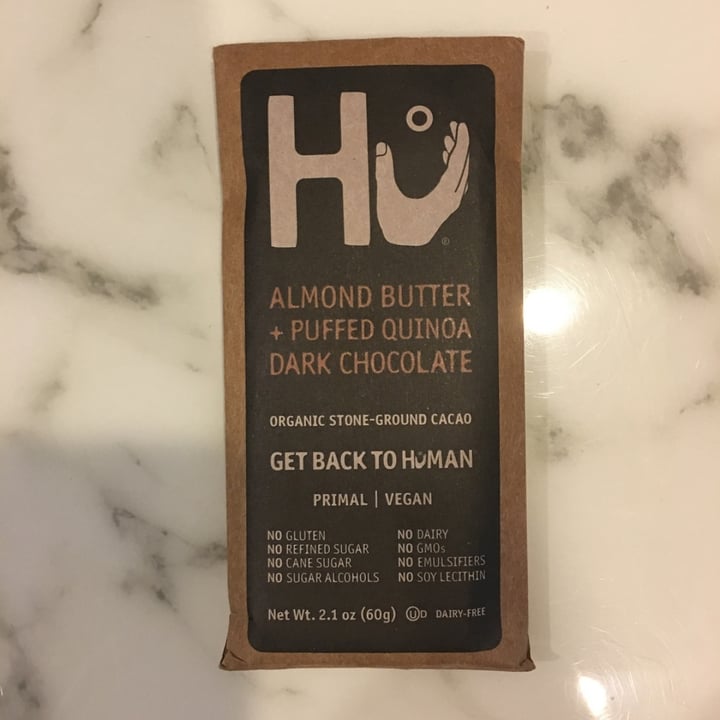 Hu
®
ALMOND BUTTER
+ PUFFED QUINOA
DARK CHOCOLATE
ORGANIC STONE-GROUND CACAO
GET BACK TO HUMAN
PRIMAL | VEGAN
NO GLUTEN
NO REFINED SUGAR
NO CANE SUGAR
NO SUGAR ALCOHOLS
NO DAIRY
NO GMOs
NO EMULSIFIERS
NO SOY LECITHIN
Net Wt. 2.1 oz (60g) UD DAIRY-FREE